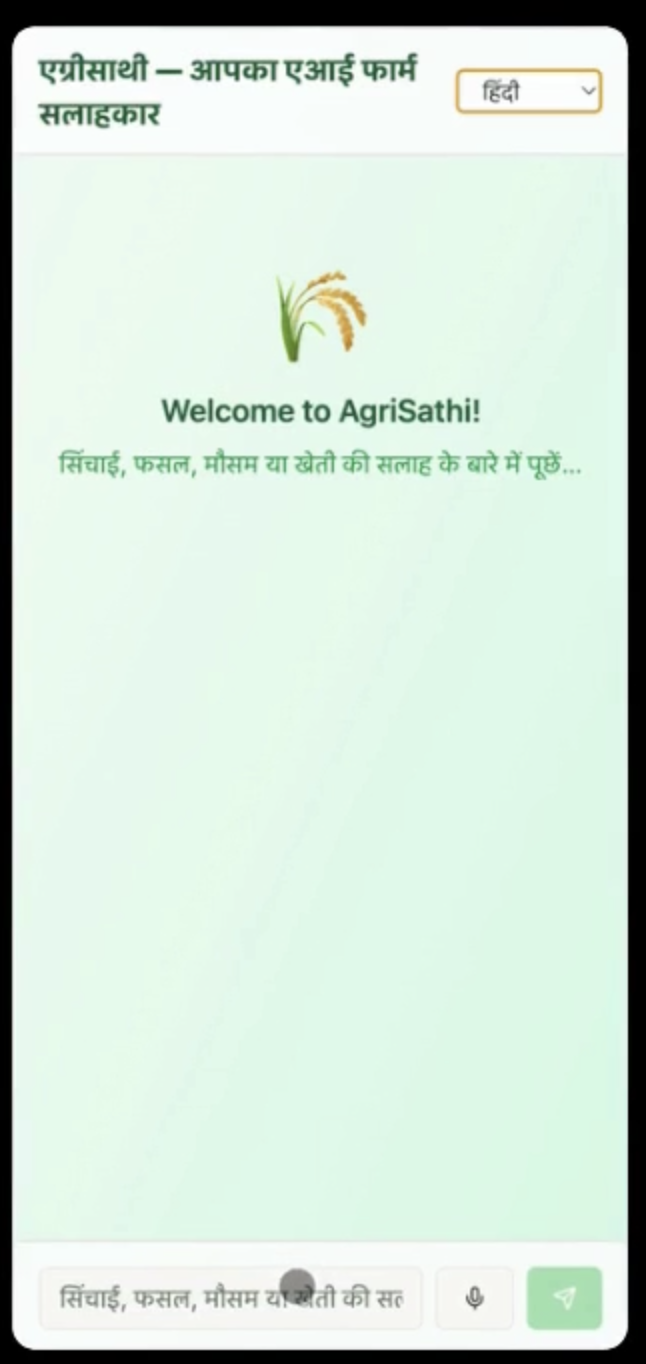 एग्रीसाथी — आपका एआई फार्म
सलाहकार
हिंदी
Welcome to AgriSathi!
सिंचाई, फसल, मौसम या खेती की सलाह के बारे में पूछें...
सिंचाई, फसल, मौसम या खेती की